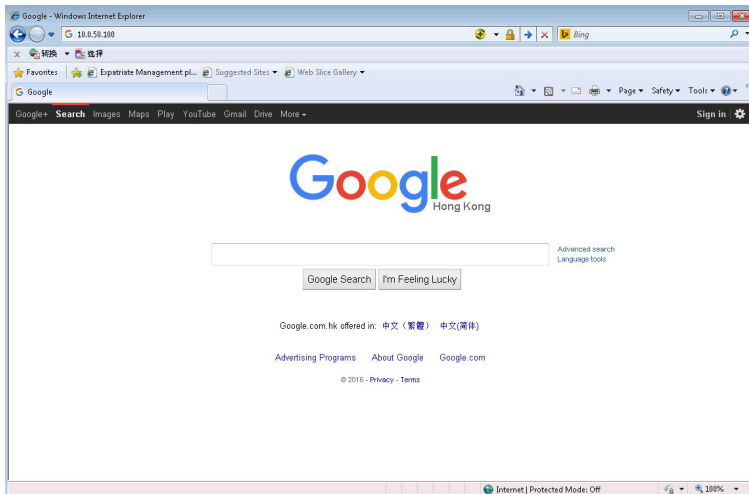 Google - Windows Internet Explorer
G 10.0.50.100
Bing
x 转换 选择
Favorites Expatriate Management pl... Suggested Sites Web Slice Gallery
G Google
Page Safety Tools »
Google+ Search Images Maps Play YouTube Gmail Drive More
Sign in
Google
Hong Kong
Advanced search
Language tools
Google Search I'm Feeling Lucky
Google.com.hk offered in: 中文（繁體） 中文(简体)
Advertising Programs About Google Google.com
© 2016 - Privacy - Terms
Internet | Protected Mode: Off 100%